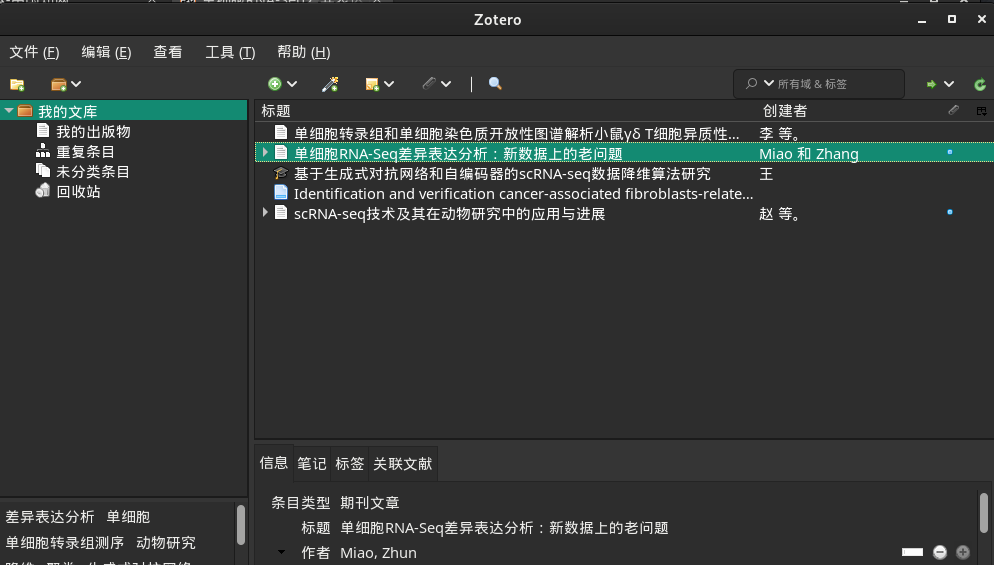 Zotero
文件 (F) 编辑 (E) 查看 工具 (T) 帮助 (H)
所有域 & 标签
我的文库
我的出版物
重复条目
未分类条目
回收站
标题 创建者
单细胞转录组和单细胞染色质开放性图谱解析小鼠γδ T细胞异质性... 李 等。
单细胞RNA-Seq差异表达分析：新数据上的老问题 Miao 和 Zhang
基于生成式对抗网络和自编码器的scRNA-seq数据降维算法研究 王
Identification and verification cancer-associated fibroblasts-relate...
scRNA-seq技术及其在动物研究中的应用与进展 赵 等。
信息 笔记 标签 关联文献
条目类型 期刊文章
标题 单细胞RNA-Seq差异表达分析：新数据上的老问题
作者 Miao, Zhun
差异表达分析 单细胞
单细胞转录组测序 动物研究